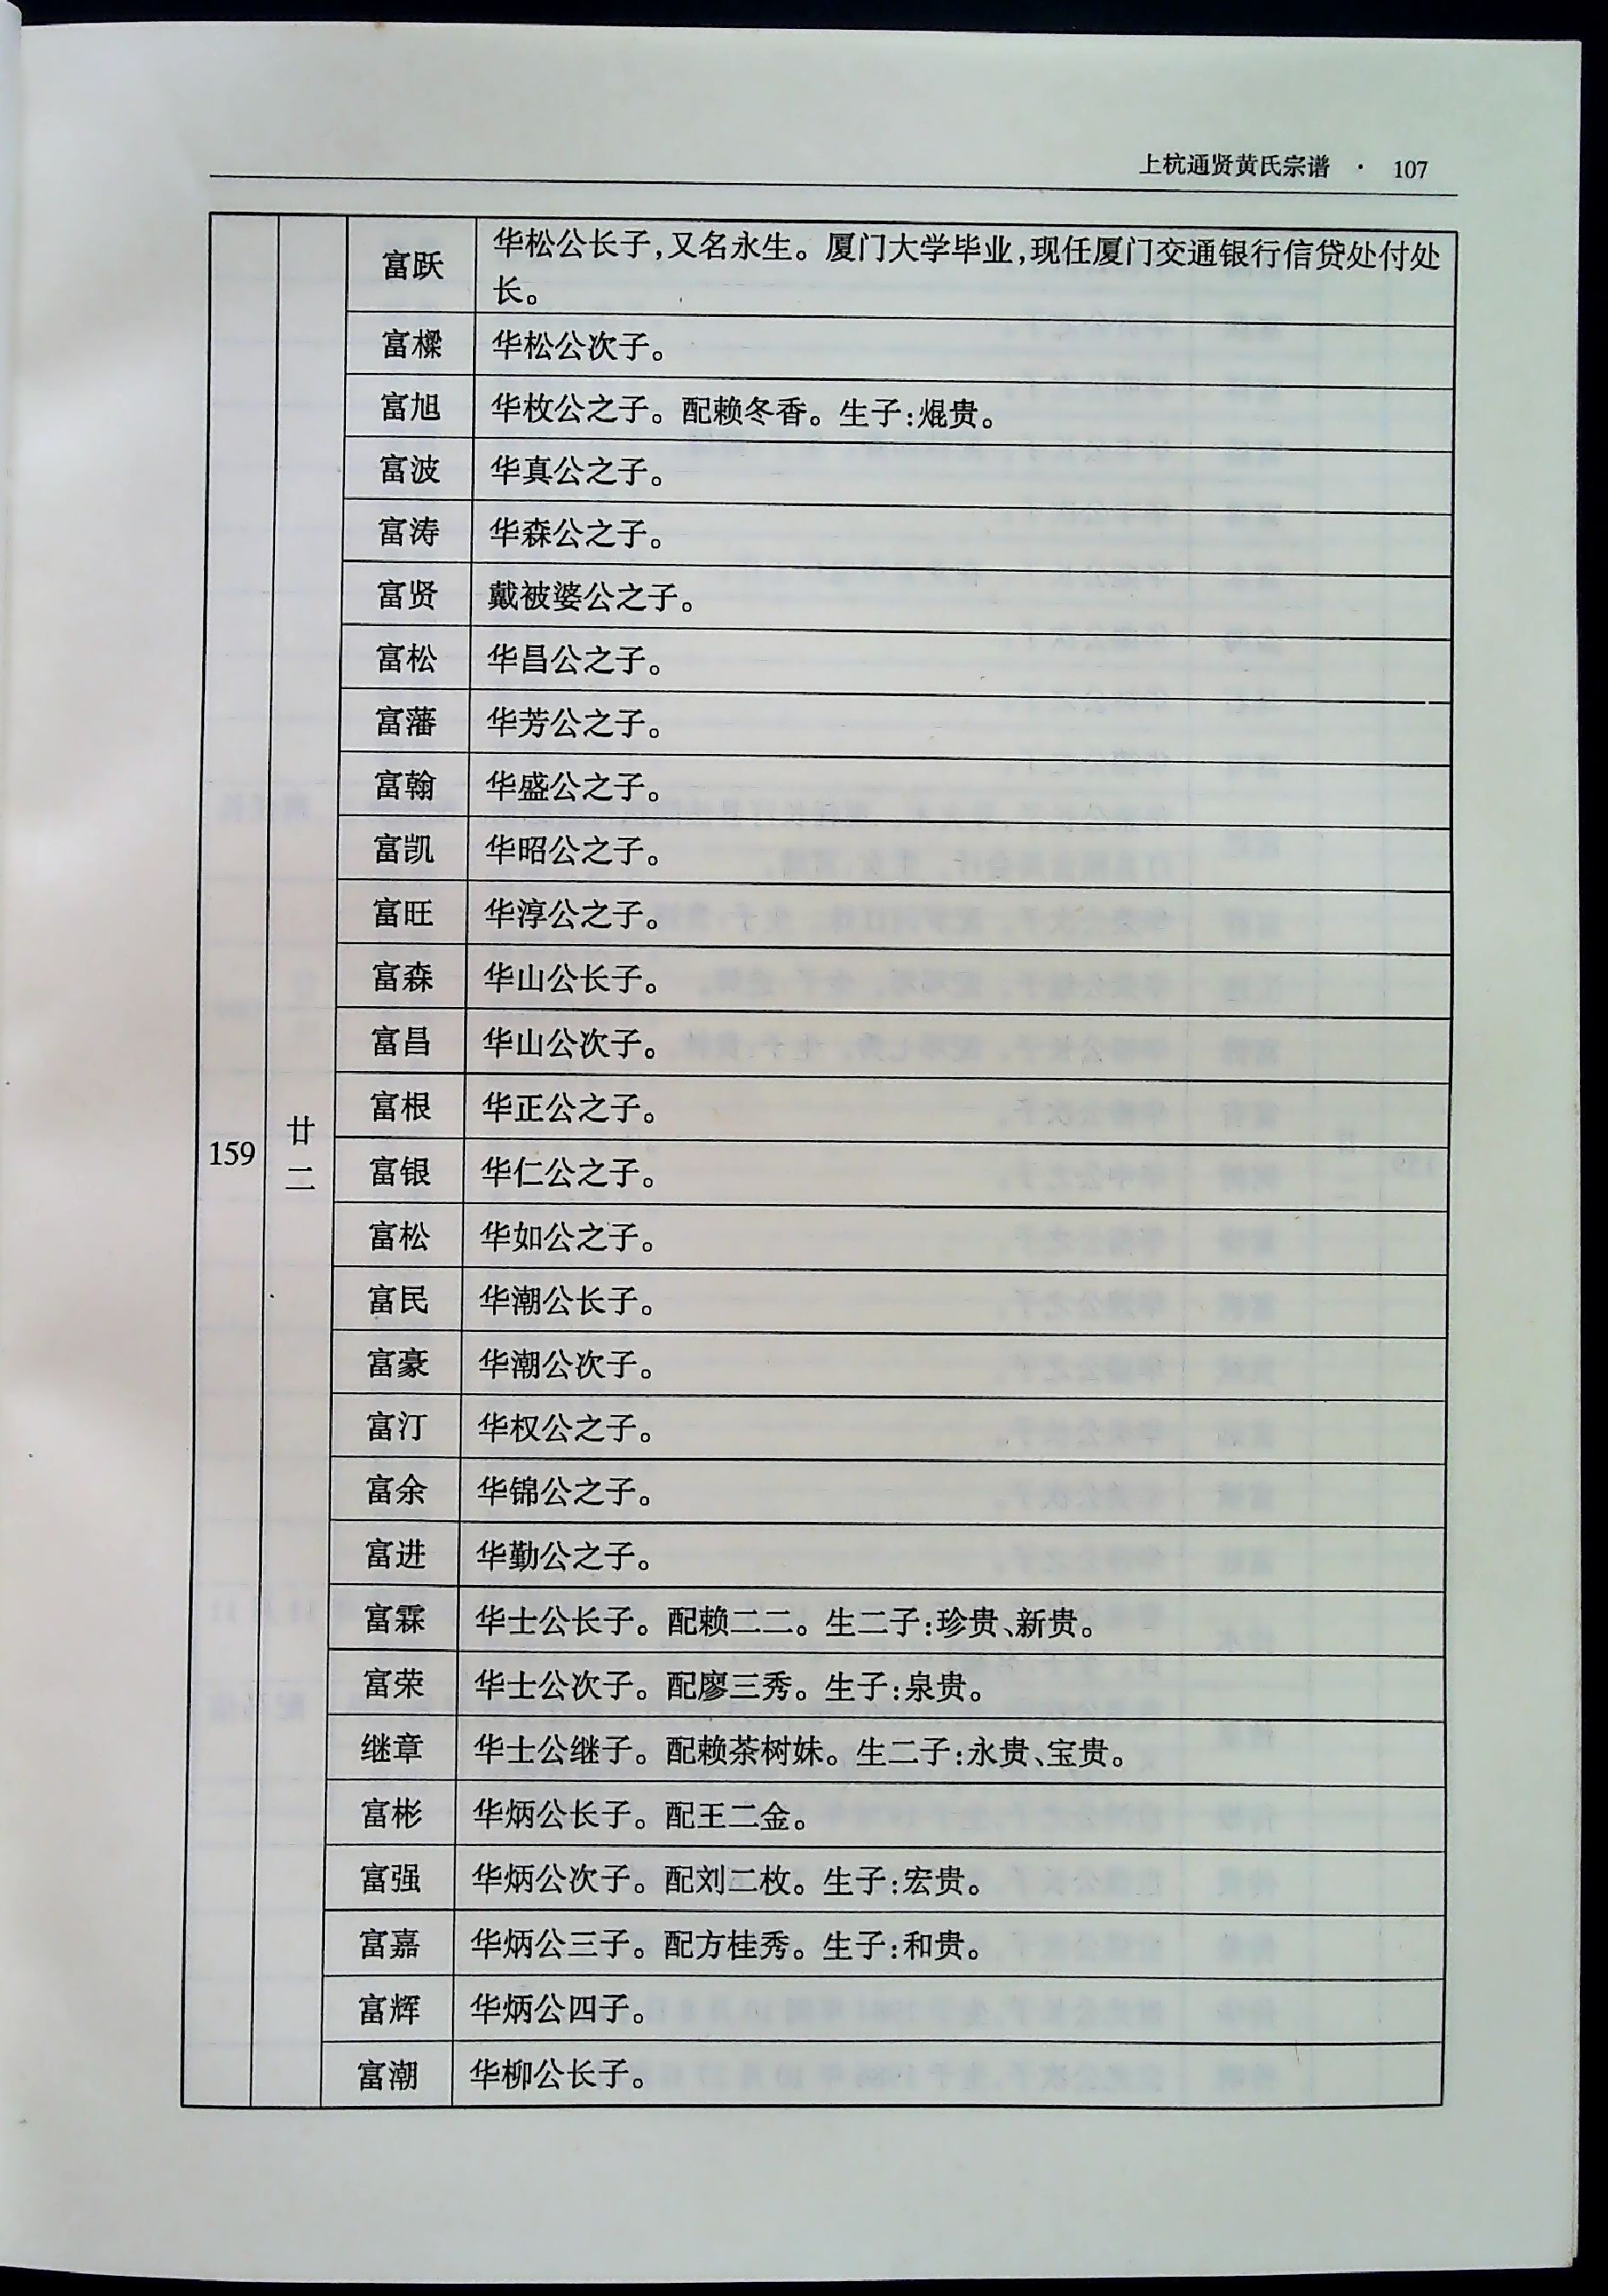 上杭通贤黄氏宗谱 · 107
富跃 华松公长子,又名永生。厦门大学毕业,现任厦门交通银行信贷处付处
长。
富樑 华松公次子。
富旭 华枚公之子。配赖冬香。生子:焜贵。
富波 华真公之子。
富涛 华森公之子。
富贤 戴被婆公之子。
富松 华昌公之子。
富藩 华芳公之子。
富翰 华盛公之子。
富凯 华昭公之子。
富旺 华淳公之子。
富森 华山公长子。
富昌 华山公次子。
富根 华正公之子。
159 廿二
富银 华仁公之子。
富松 华如公之子。
富民 华潮公长子。
富豪 华潮公次子。
富汀 华权公之子。
富余 华锦公之子。
富进 华勤公之子。
富霖 华士公长子。配赖二二。生二子:珍贵、新贵。
富荣 华士公次子。配廖三秀。生子:泉贵。
继章 华士公继子。配赖茶树妹。生二子:永贵、宝贵。
富彬 华炳公长子。配王二金。
富强 华炳公次子。配刘二枚。生子:宏贵。
富嘉 华炳公三子。配方桂秀。生子:和贵。
富辉 华炳公四子。
富潮 华柳公长子。